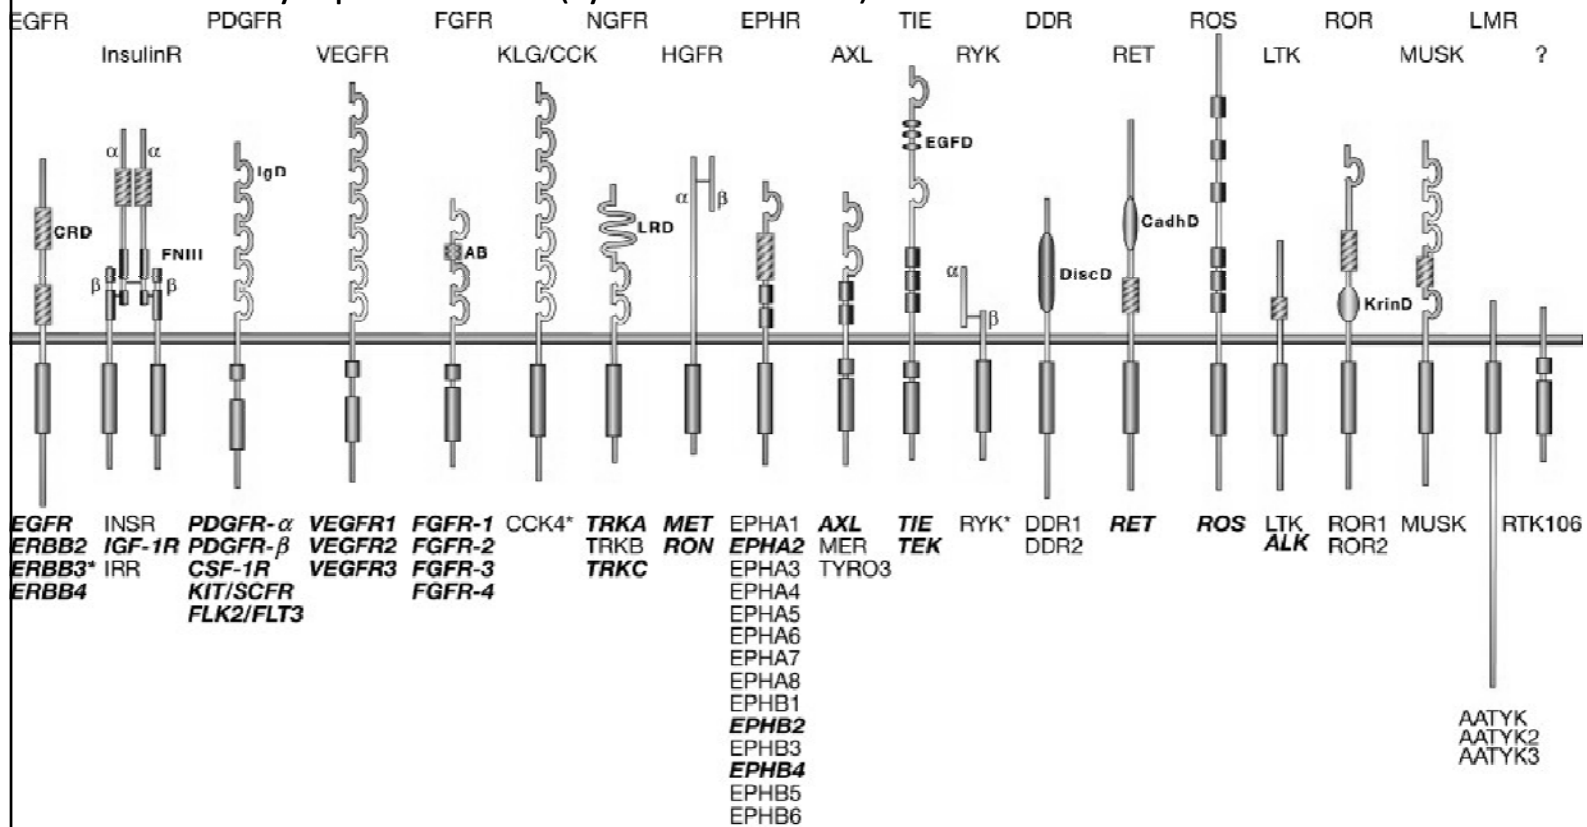 EGFR PDGFR FGFR NGFR EPHR TIE DDR ROS ROR LMR
InsulinR VEGFR KLG/CCK HGFR AXL RYK RET LTK MUSK ?
α α
IgD
EGFD
CRD
FNIII
β β
AB
LRD
α β
α β
DiscD
CadhD
KrinD
EGFR INSR PDGFR-α VEGFR1 FGFR-1 CCK4* TRKA MET EPHA1 AXL TIE RYK* DDR1 RET ROS LTK ROR1 MUSK RTK106
ERBB2 IGF-1R PDGFR-β VEGFR2 FGFR-2 TRKB RON EPHA2 MER TEK DDR2 ALK ROR2
ERBB3* IRR CSF-1R VEGFR3 FGFR-3 TRKC EPHA3 TYRO3
ERBB4 KIT/SCFR FGFR-4 EPHA4
FLK2/FLT3 EPHA5
EPHA6
EPHA7
EPHA8
EPHB1
EPHB2
EPHB3
EPHB4
EPHB5
EPHB6
AATYK
AATYK2
AATYK3